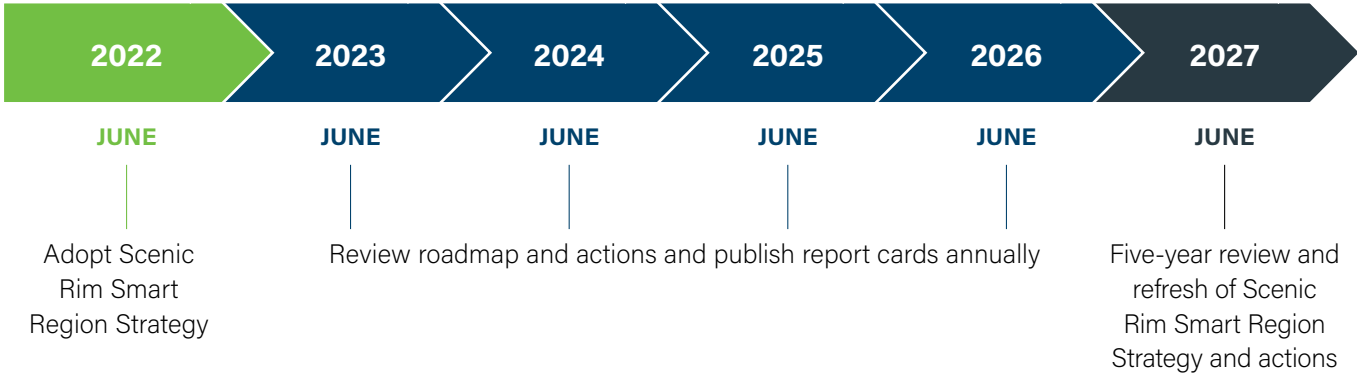 2022 2023 2024 2025 2026 2027
JUNE JUNE JUNE JUNE JUNE JUNE
Adopt Scenic
Rim Smart
Region Strategy
Review roadmap and actions and publish report cards annually
Five-year review and
refresh of Scenic
Rim Smart Region
Strategy and actions